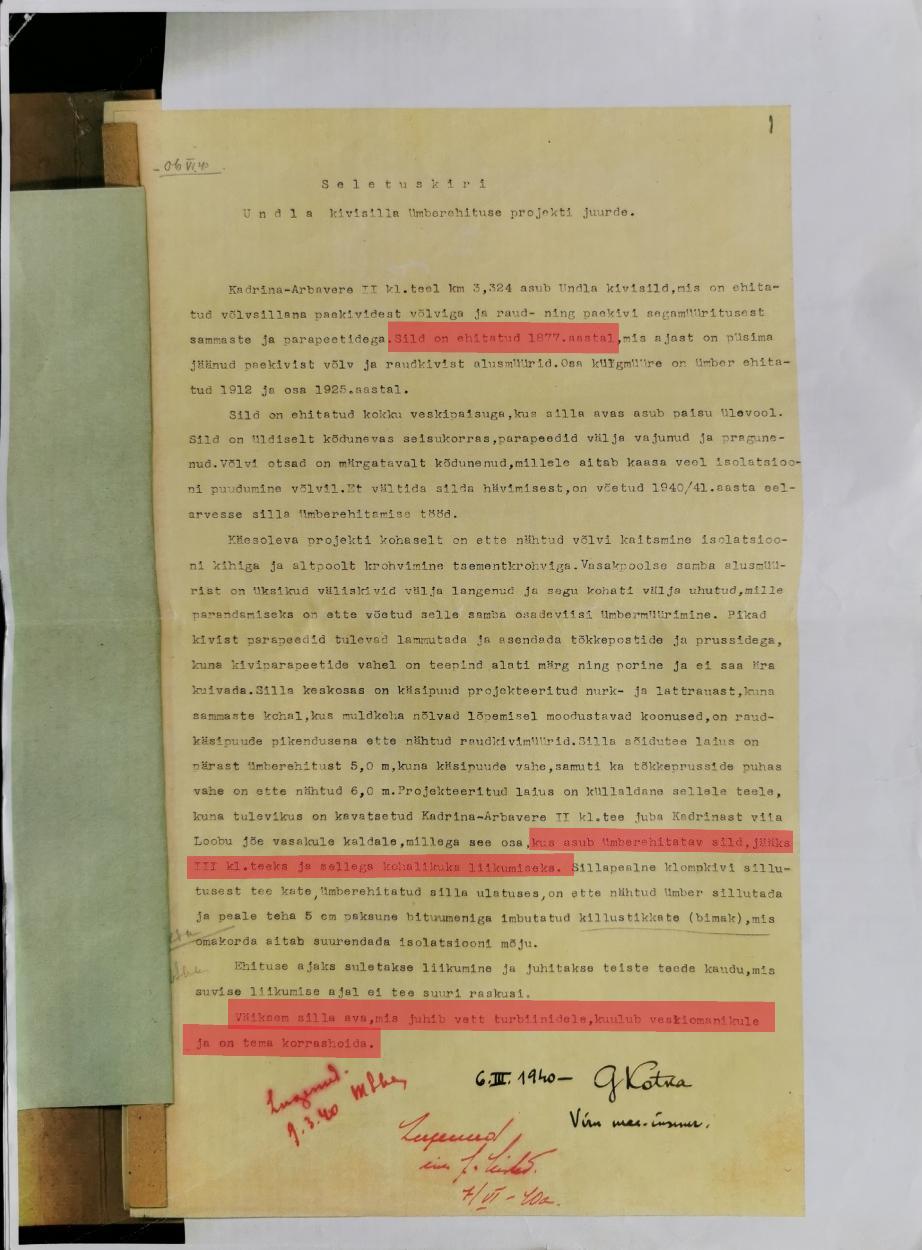 1
Seletuskiri
Undla kivisilla ümberehituse projekti juurde.
Kadrina-Arbavere II kl.teel km 3,324 asub Undla kivisild,mis on ehita-
tud võlvsillana paekividest võlviga ja raud- ning paekivi segamüüritusest
sammaste ja parapeetidega.Sild on ehitatud 1877.aastal,mis ajast on püsima
jäänud paekivist võlv ja raudkivist alusmüürid.Osa külgmüüre on ümber ehita-
tud 1912 ja osa 1925.aastal.
Sild on ehitatud kokku veskipaisuga,kus silla avas asub paisu ülevool.
Sild on üldiselt kõdunevas seisukorras,parapeedid välja vajunud ja pragune-
nud.Võlvi otsad on märgatavalt kõdunenud,millele aitab kaasa veel isolatsioo-
ni puudumine võlvil.Et vältida silda hävimisest,on võetud 1940/41.aasta eel-
arvesse silla ümberehitamise tööd.
Käesoleva projekti kohaselt on ette nähtud võlvi kaitsmine isolatsioo-
ni kihiga ja altpoolt krohvimine tsementkrohviga.Vasakpoolse samba alusmüü-
rist on üksikud väliskivid välja langenud ja segu kohati välja uhutud,mille
parandamiseks on ette võetud selle samba osadeviisi ümbermüürimine. Pikad
kivist parapeedid tulevad lammutada ja asendada tõkkepostide ja prussidega,
kuna kiviparapeetide vahel on teepind alati märg ning porine ja ei saa ära
kuivada.Silla keskosas on käsipuud projekteeritud nurk- ja lattrauast,kuna
sammaste kohal,kus muldkeha nõlvad lõpemisel moodustavad koonused,on raud-
käsipuude pikendusena ette nähtud raudkivimüürid.Silla sõidutee laius on
pärast ümberehitust 5,0 m,kuna käsipuude vahe,samuti ka tõkkeprusside puhas
vahe on ette nähtud 6,0 m.Projekteeritud laius on küllaldane sellele teele,
kuna tulevikus on kavatsetud Kadrina-Arbavere II kl.tee juba Kadrinast viia
Loobu jõe vasakule kaldale,millega see osa,kus asub ümberehitatav sild,jääks
III kl.teeks ja sellega kohalikuks liikumiseks. Sillapealne klompkivi sillu-
tusest tee kate,ümberehitatud silla ulatuses,on ette nähtud ümber sillutada
ja peale teha 5 cm paksune bituumeniga imbutatud killustikkate (bimak),mis
omakorda aitab suurendada isolatsiooni mõju.
Ehituse ajaks suletakse liikumine ja juhitakse teiste teede kaudu,mis
suvise liikumise ajal ei tee suuri raskusi.
Väiksem silla ava,mis juhib vett turbiinidele,kuulub veskiomanikule
ja on tema korrashoida.
6.III.1940— GKotka
Viru maa-insener.
Lugenud.
9.3.40
Lugenud
ins.
7/VI-40a.